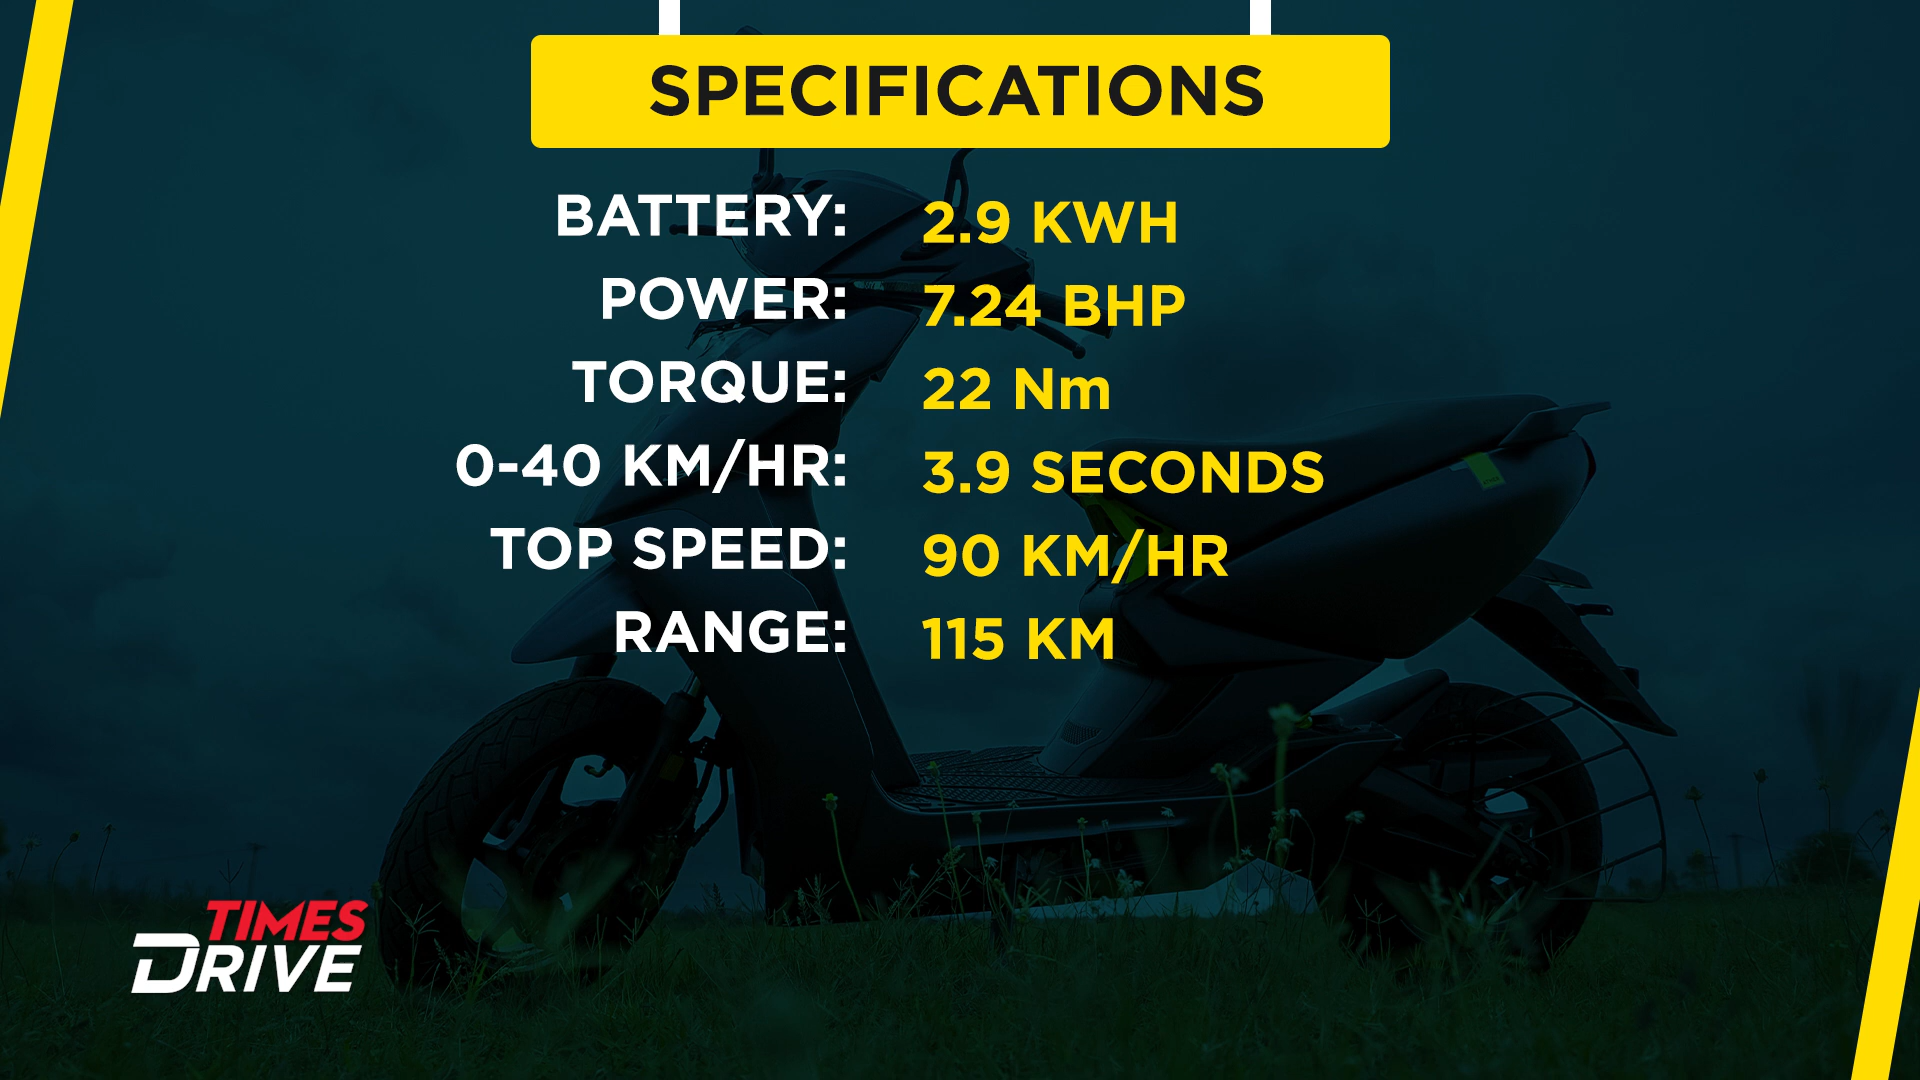 SPECIFICATIONS
BATTERY: 2.9 KWH
POWER: 7.24 BHP
TORQUE: 22 Nm
0-40 KM/HR: 3.9 SECONDS
TOP SPEED: 90 KM/HR
RANGE: 115 KM
TIMES
DRIVE